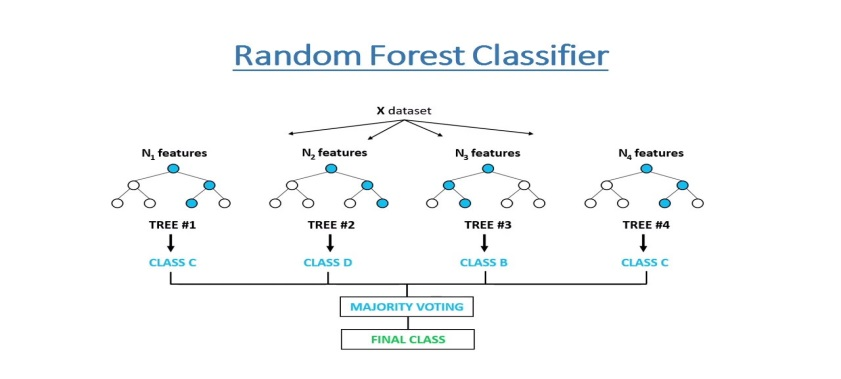 Random Forest Classifier
X dataset
N1 features N2 features N3 features N4 features
TREE #1 TREE #2 TREE #3 TREE #4
CLASS C CLASS D CLASS B CLASS C
MAJORITY VOTING
FINAL CLASS